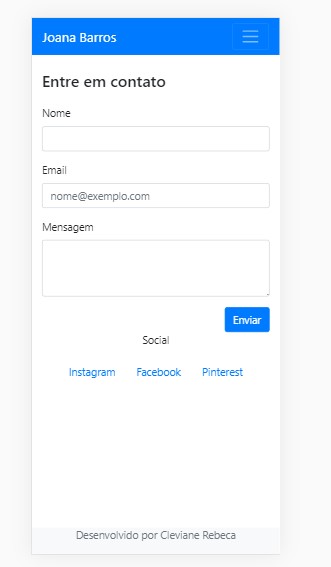 Joana Barros
Entre em contato
Nome
Email
nome@exemplo.com
Mensagem
Enviar
Social
Instagram Facebook Pinterest
Desenvolvido por Cleviane Rebeca